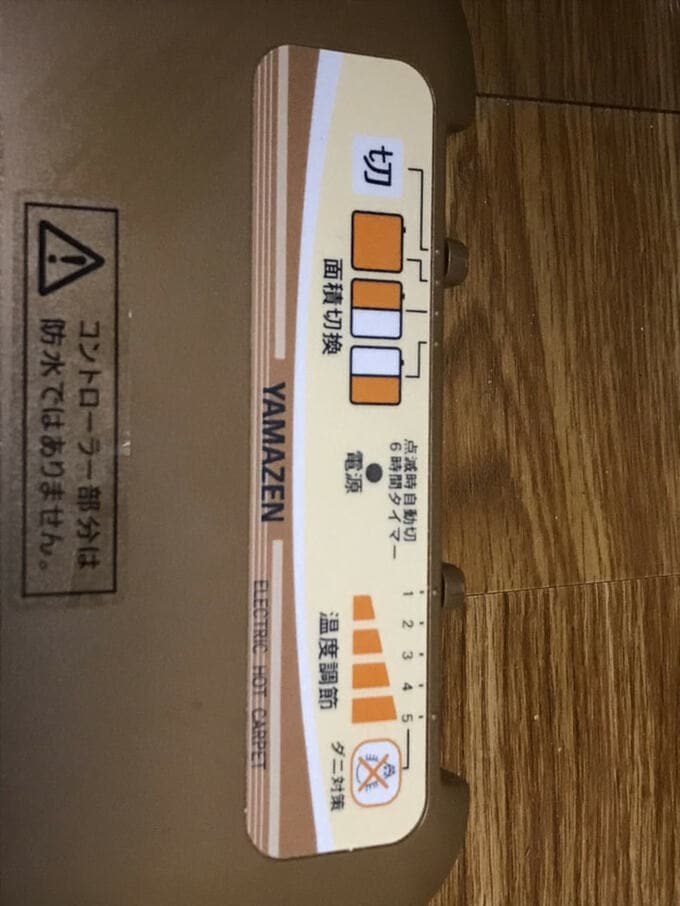 切
面積切換
点滅時自動切
6時間タイマー
電源
1 2 3 4 5
温度調節
ダニ対策
YAMAZEN
ELECTRIC HOT CARPET
コントローラー部分は
防水ではありません。